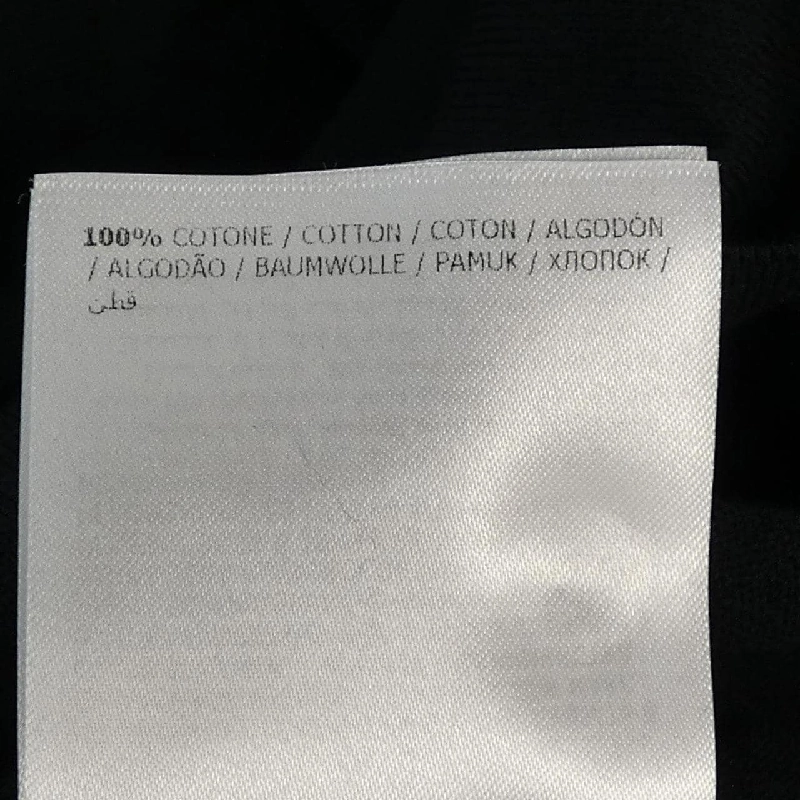 100% COTONE / COTTON / COTON / ALGODÓN
/ ALGODÃO / BAUMWOLLE / PAMUK / ХЛОПОК /
قطن